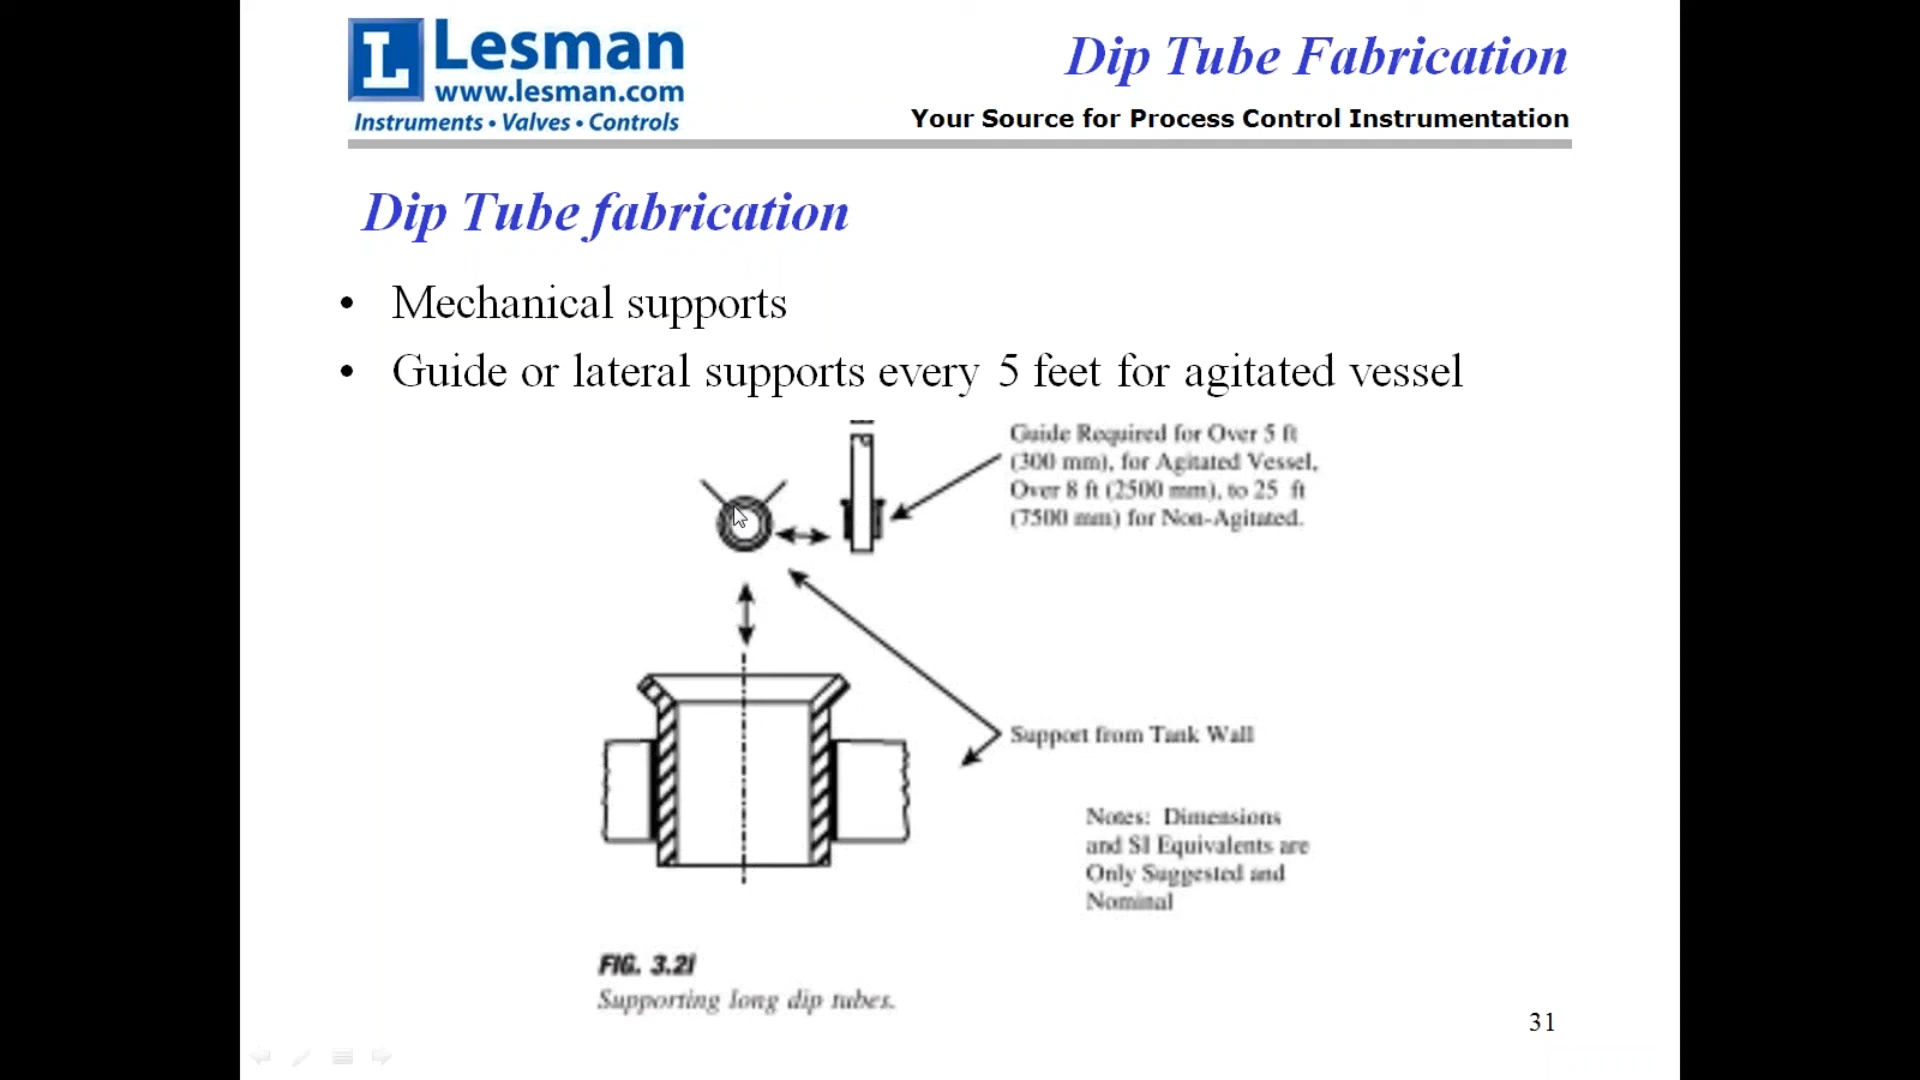 Lesman
www.lesman.com
Instruments • Valves • Controls
Dip Tube Fabrication
Your Source for Process Control Instrumentation
Dip Tube fabrication
• Mechanical supports
• Guide or lateral supports every 5 feet for agitated vessel
Guide Required for Over 5 ft
(300 mm), for Agitated Vessel,
Over 8 ft (2500 mm), to 25 ft
(7500 mm) for Non-Agitated.
Support from Tank Wall
Notes: Dimensions
and SI Equivalents are
Only Suggested and
Nominal
FIG. 3.2i
Supporting long dip tubes.
31